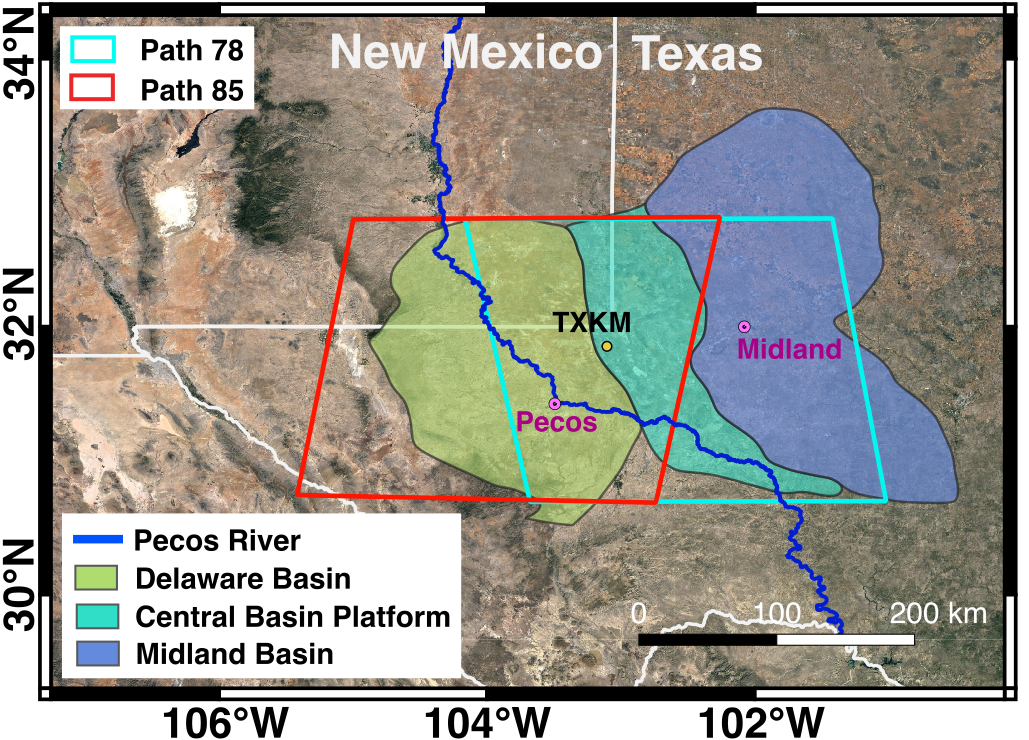 34°N
32°N
30°N
Path 78
Path 85
New Mexico Texas
TXKM
Midland
Pecos
Pecos River
Delaware Basin
Central Basin Platform
Midland Basin
0 100 200 km
106°W 104°W 102°W